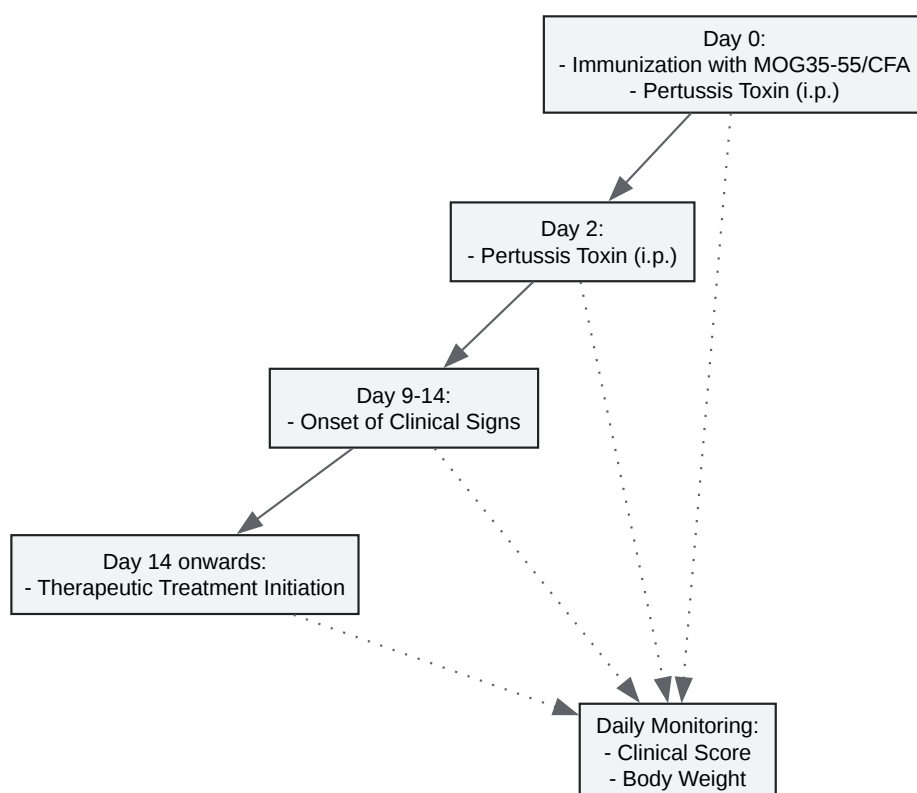 Day 0:
- Immunization with MOG35-55/CFA
- Pertussis Toxin (i.p.)
Day 2:
- Pertussis Toxin (i.p.)
Day 9-14:
- Onset of Clinical Signs
Day 14 onwards:
- Therapeutic Treatment Initiation
Daily Monitoring:
- Clinical Score
- Body Weight